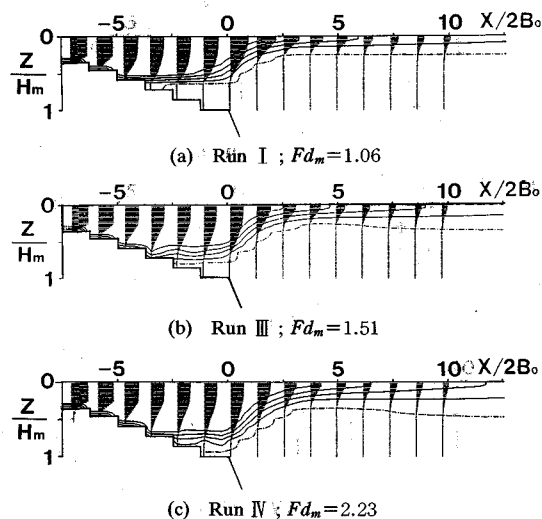 0 -5 0 5 10 X/2B₀
Z/Hₘ
1
(a) Run Ⅰ ; Fdₘ=1.06
0 -5 0 5 10 X/2B₀
Z/Hₘ
1
(b) Run Ⅲ ; Fdₘ=1.51
0 -5 0 5 10 X/2B₀
Z/Hₘ
1
(c) Run Ⅳ ; Fdₘ=2.23